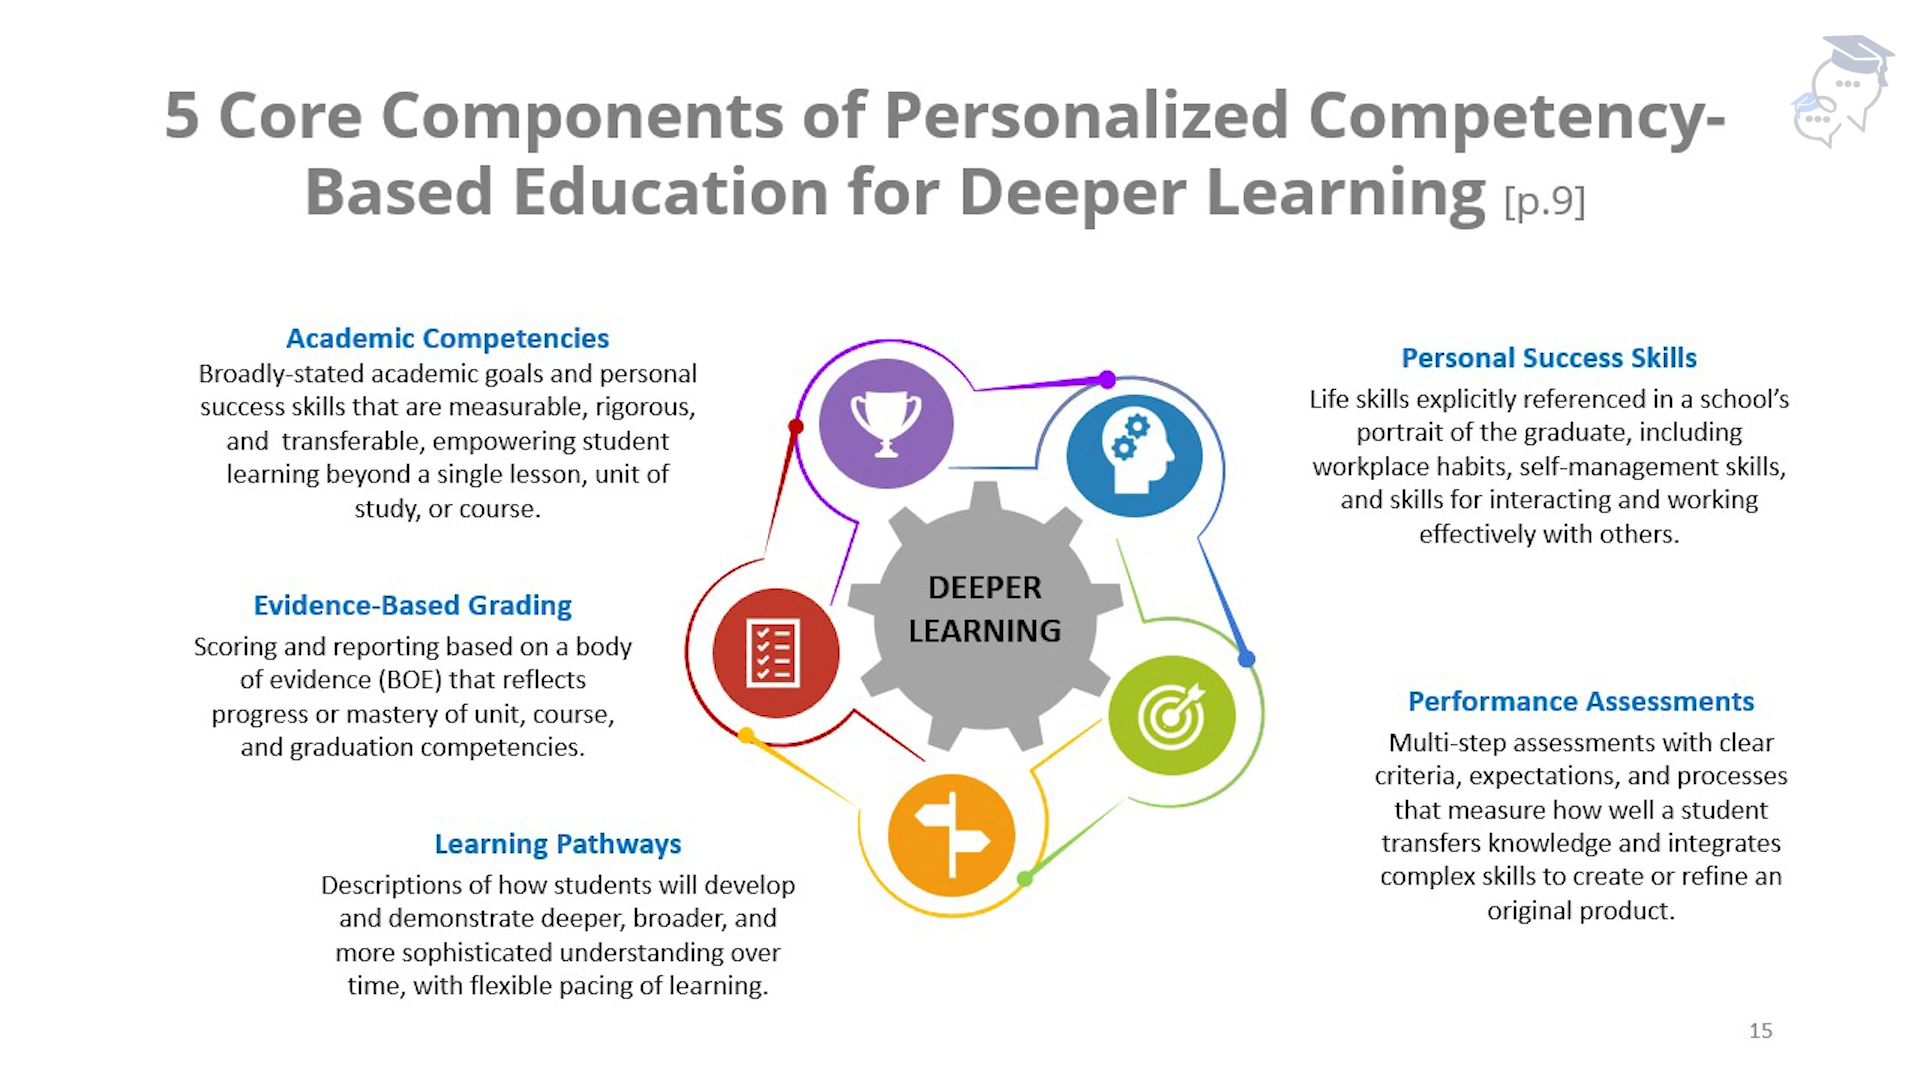 5 Core Components of Personalized Competency-
Based Education for Deeper Learning [p.9]
Academic Competencies
Broadly-stated academic goals and personal
success skills that are measurable, rigorous,
and  transferable, empowering student
learning beyond a single lesson, unit of
study, or course.
Evidence-Based Grading
Scoring and reporting based on a body
of evidence (BOE) that reflects
progress or mastery of unit, course,
and graduation competencies.
Learning Pathways
Descriptions of how students will develop
and demonstrate deeper, broader, and
more sophisticated understanding over
time, with flexible pacing of learning.
DEEPER
LEARNING
Personal Success Skills
Life skills explicitly referenced in a school’s
portrait of the graduate, including
workplace habits, self-management skills,
and skills for interacting and working
effectively with others.
Performance Assessments
Multi-step assessments with clear
criteria, expectations, and processes
that measure how well a student
transfers knowledge and integrates
complex skills to create or refine an
original product.
15